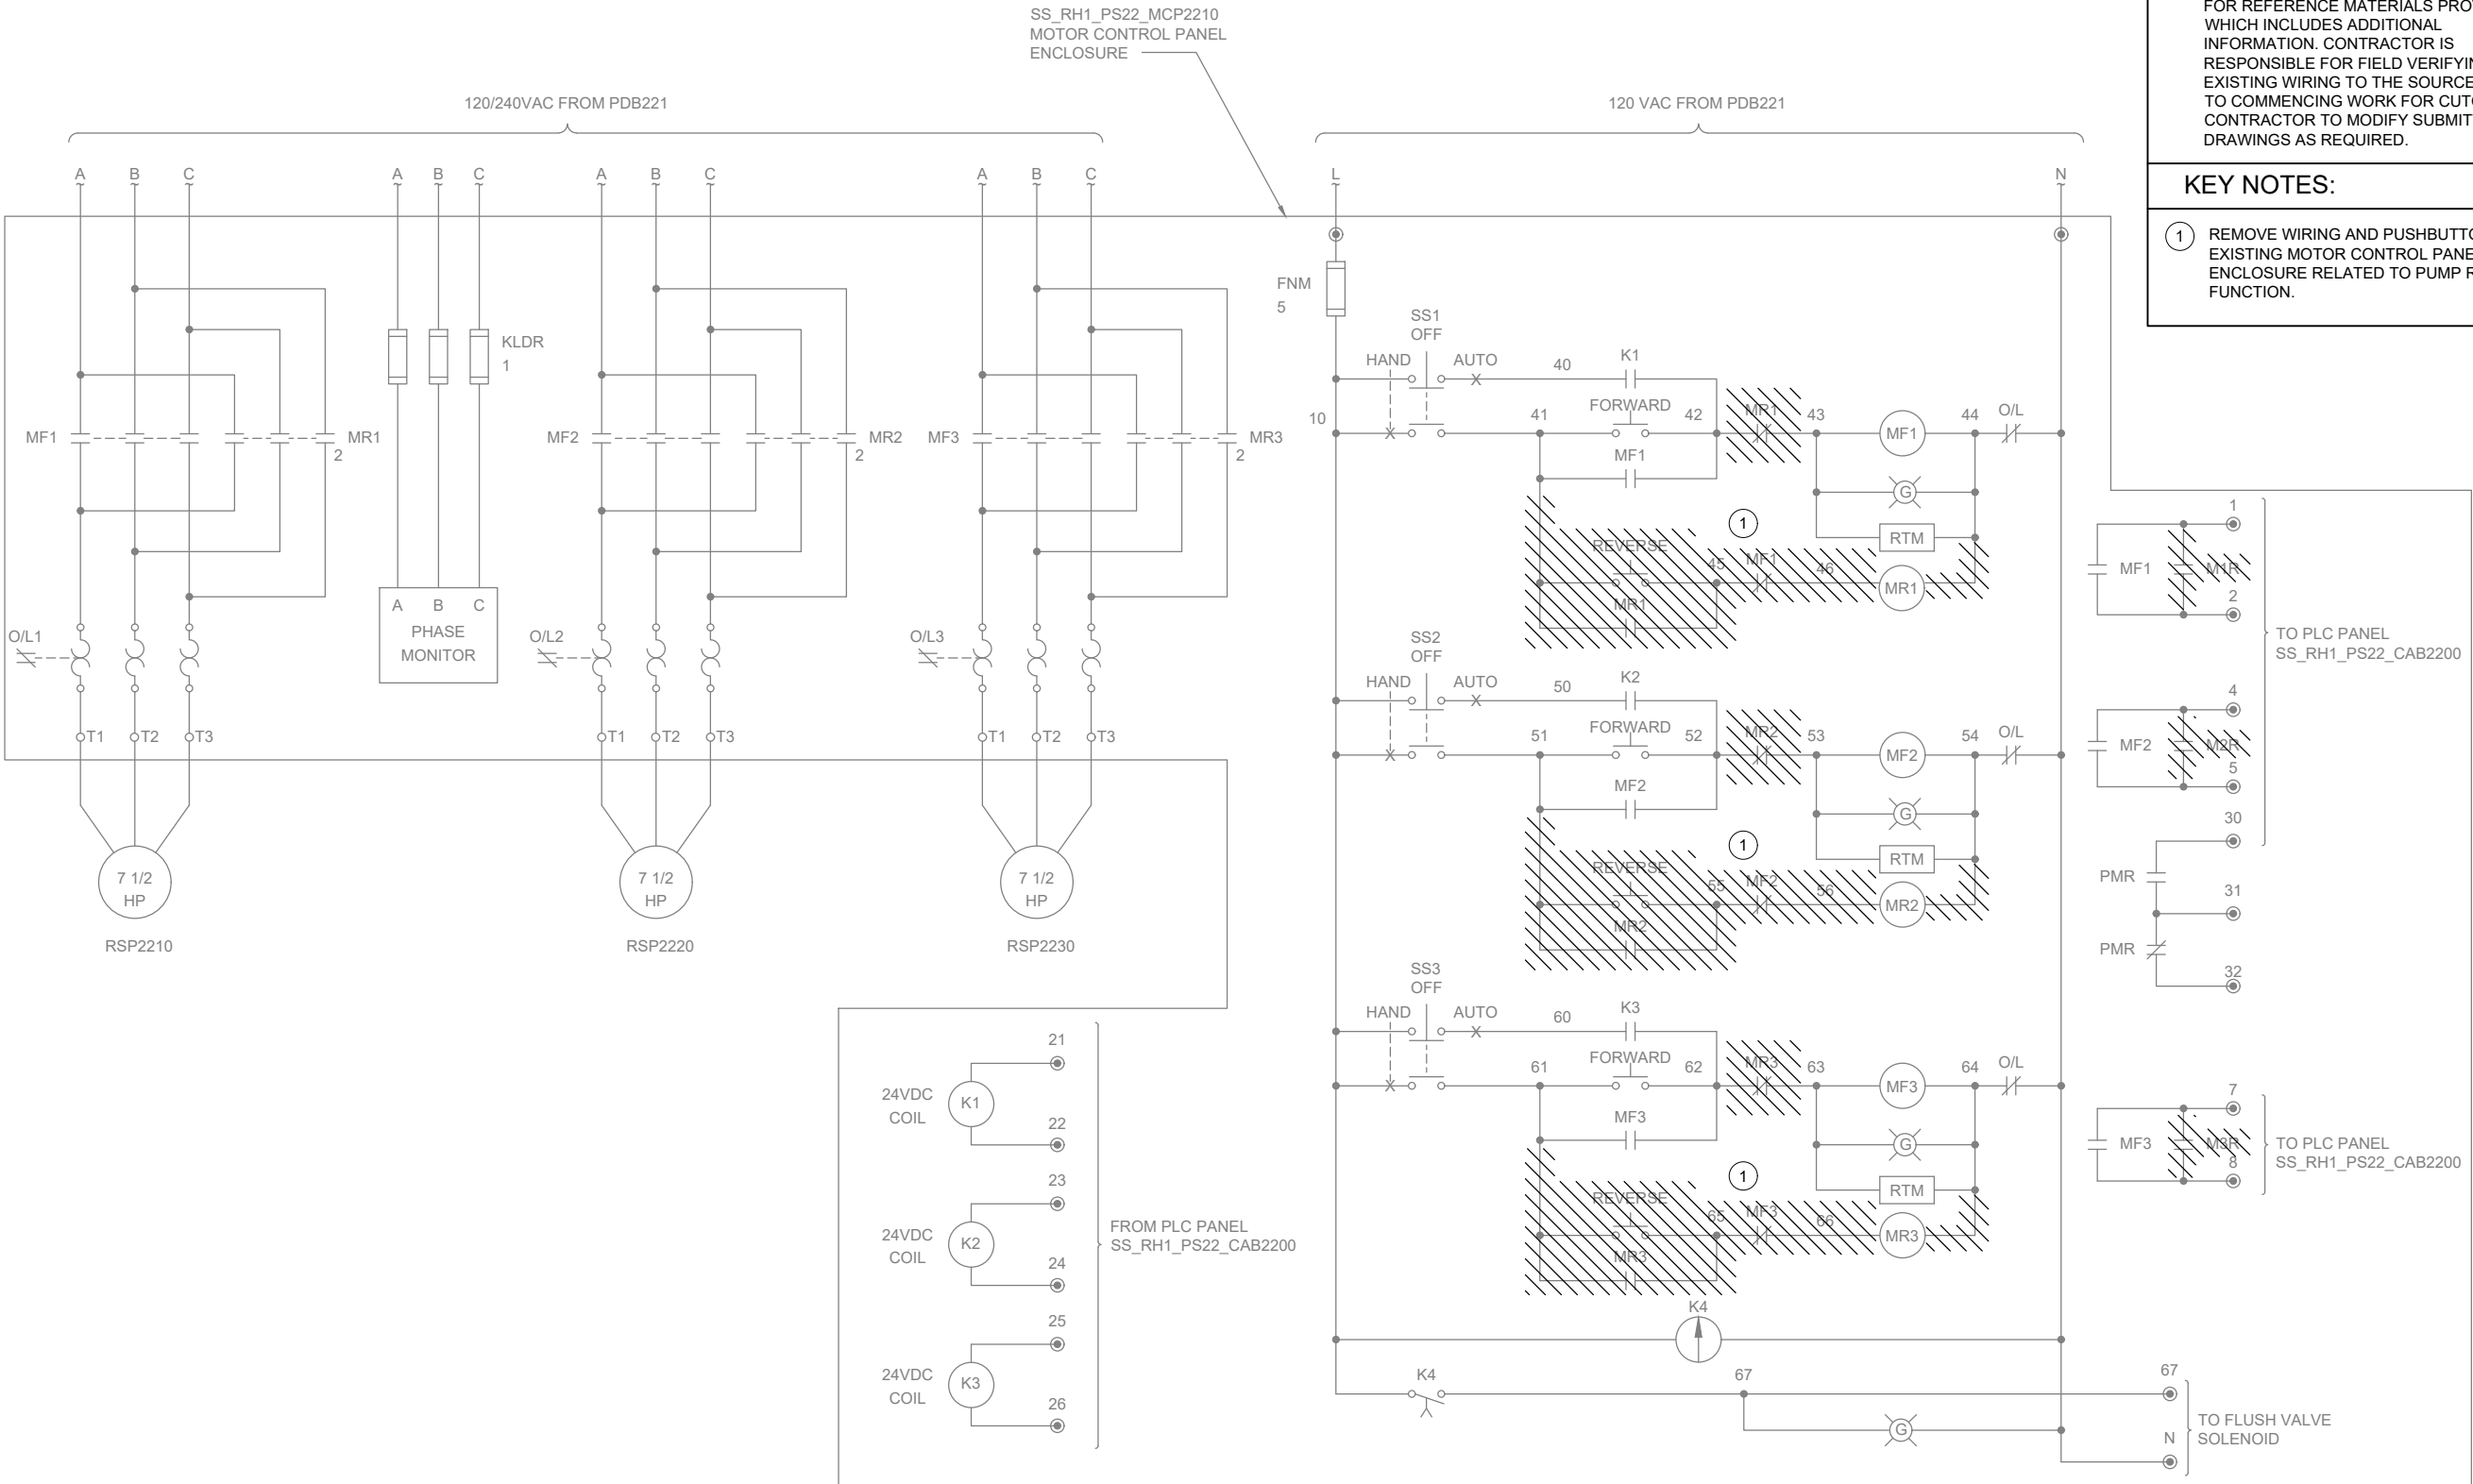 SS_RH1_PS22_MCP2210
MOTOR CONTROL PANEL
ENCLOSURE
FOR REFERENCE MATERIALS
WHICH INCLUDES ADDITIONAL
INFORMATION. CONTRACTOR IS
RESPONSIBLE FOR FIELD
EXISTING WIRING TO THE SOURCE
TO COMMENCING WORK FOR
CONTRACTOR TO MODIFY
DRAWINGS AS REQUIRED.
KEY NOTES:
1 REMOVE WIRING AND
EXISTING MOTOR CONTROL
ENCLOSURE RELATED TO PUMP
FUNCTION.
120/240VAC FROM PDB221
120 VAC FROM PDB221
A B C A B C A B C A B C L N
FNM
5
KLDR
1
MF1 MR1
2
MF2 MR2
2
MF3 MR3
2
A B C
PHASE
MONITOR
O/L1
O/L2
O/L3
T1 T2 T3
T1 T2 T3
T1 T2 T3
7 1/2
HP
RSP2210
7 1/2
HP
RSP2220
7 1/2
HP
RSP2230
SS1
OFF
HAND AUTO 40 K1
10 41 FORWARD 42 MR1 43 MF1 44 O/L
MF1
G
1
RTM
REVERSE 45 MF1 46 MR1
MR1
SS2
OFF
HAND AUTO 50 K2
51 FORWARD 52 MR2 53 MF2 54 O/L
MF2
G
1
RTM
REVERSE 55 MF2 56 MR2
MR2
SS3
OFF
HAND AUTO 60 K3
61 FORWARD 62 MR3 63 MF3 64 O/L
MF3
G
1
RTM
REVERSE 65 MF3 66 MR3
MR3
K4
K4 67 67
G
N
TO FLUSH VALVE
SOLENOID
1
MF1 M1R
2
TO PLC PANEL
SS_RH1_PS22_CAB2200
4
MF2 M2R
5
30
PMR
31
PMR
32
7
MF3 M3R
8
TO PLC PANEL
SS_RH1_PS22_CAB2200
21
24VDC
COIL
K1
22
23
24VDC
COIL
K2
24
25
24VDC
COIL
K3
26
FROM PLC PANEL
SS_RH1_PS22_CAB2200